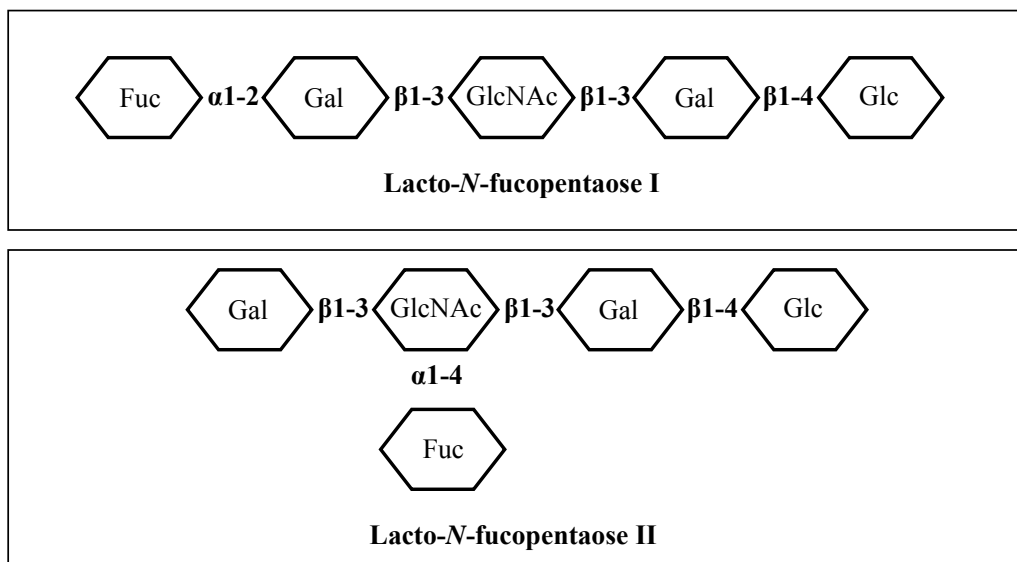 Fuc α1-2 Gal β1-3 GlcNAc β1-3 Gal β1-4 Glc
Lacto-N-fucopentaose I
Gal β1-3 GlcNAc β1-3 Gal β1-4 Glc
α1-4
Fuc
Lacto-N-fucopentaose II